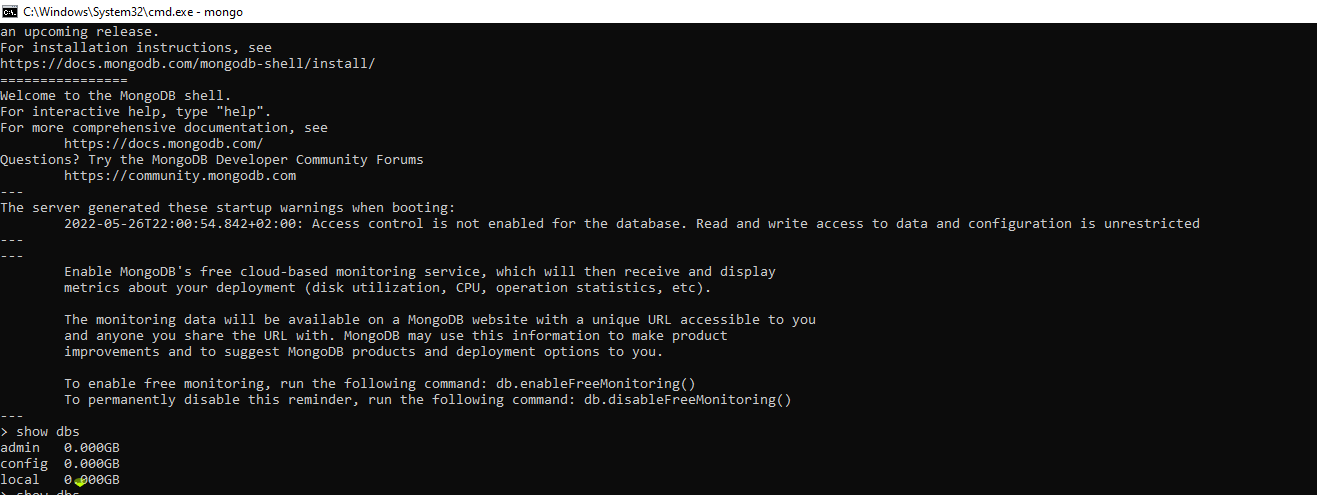 C:\Windows\System32\cmd.exe - mongo
an upcoming release.
For installation instructions, see
https://docs.mongodb.com/mongodb-shell/install/
================
Welcome to the MongoDB shell.
For interactive help, type "help".
For more comprehensive documentation, see
https://docs.mongodb.com/
Questions? Try the MongoDB Developer Community Forums
https://community.mongodb.com
---
The server generated these startup warnings when booting:
2022-05-26T22:00:54.842+02:00: Access control is not enabled for the database. Read and write access to data and configuration is unrestricted
---
---
Enable MongoDB's free cloud-based monitoring service, which will then receive and display
metrics about your deployment (disk utilization, CPU, operation statistics, etc).
The monitoring data will be available on a MongoDB website with a unique URL accessible to you
and anyone you share the URL with. MongoDB may use this information to make product
improvements and to suggest MongoDB products and deployment options to you.
To enable free monitoring, run the following command: db.enableFreeMonitoring()
To permanently disable this reminder, run the following command: db.disableFreeMonitoring()
---
> show dbs
admin   0.000GB
config  0.000GB
local   0.000GB
> show dbs